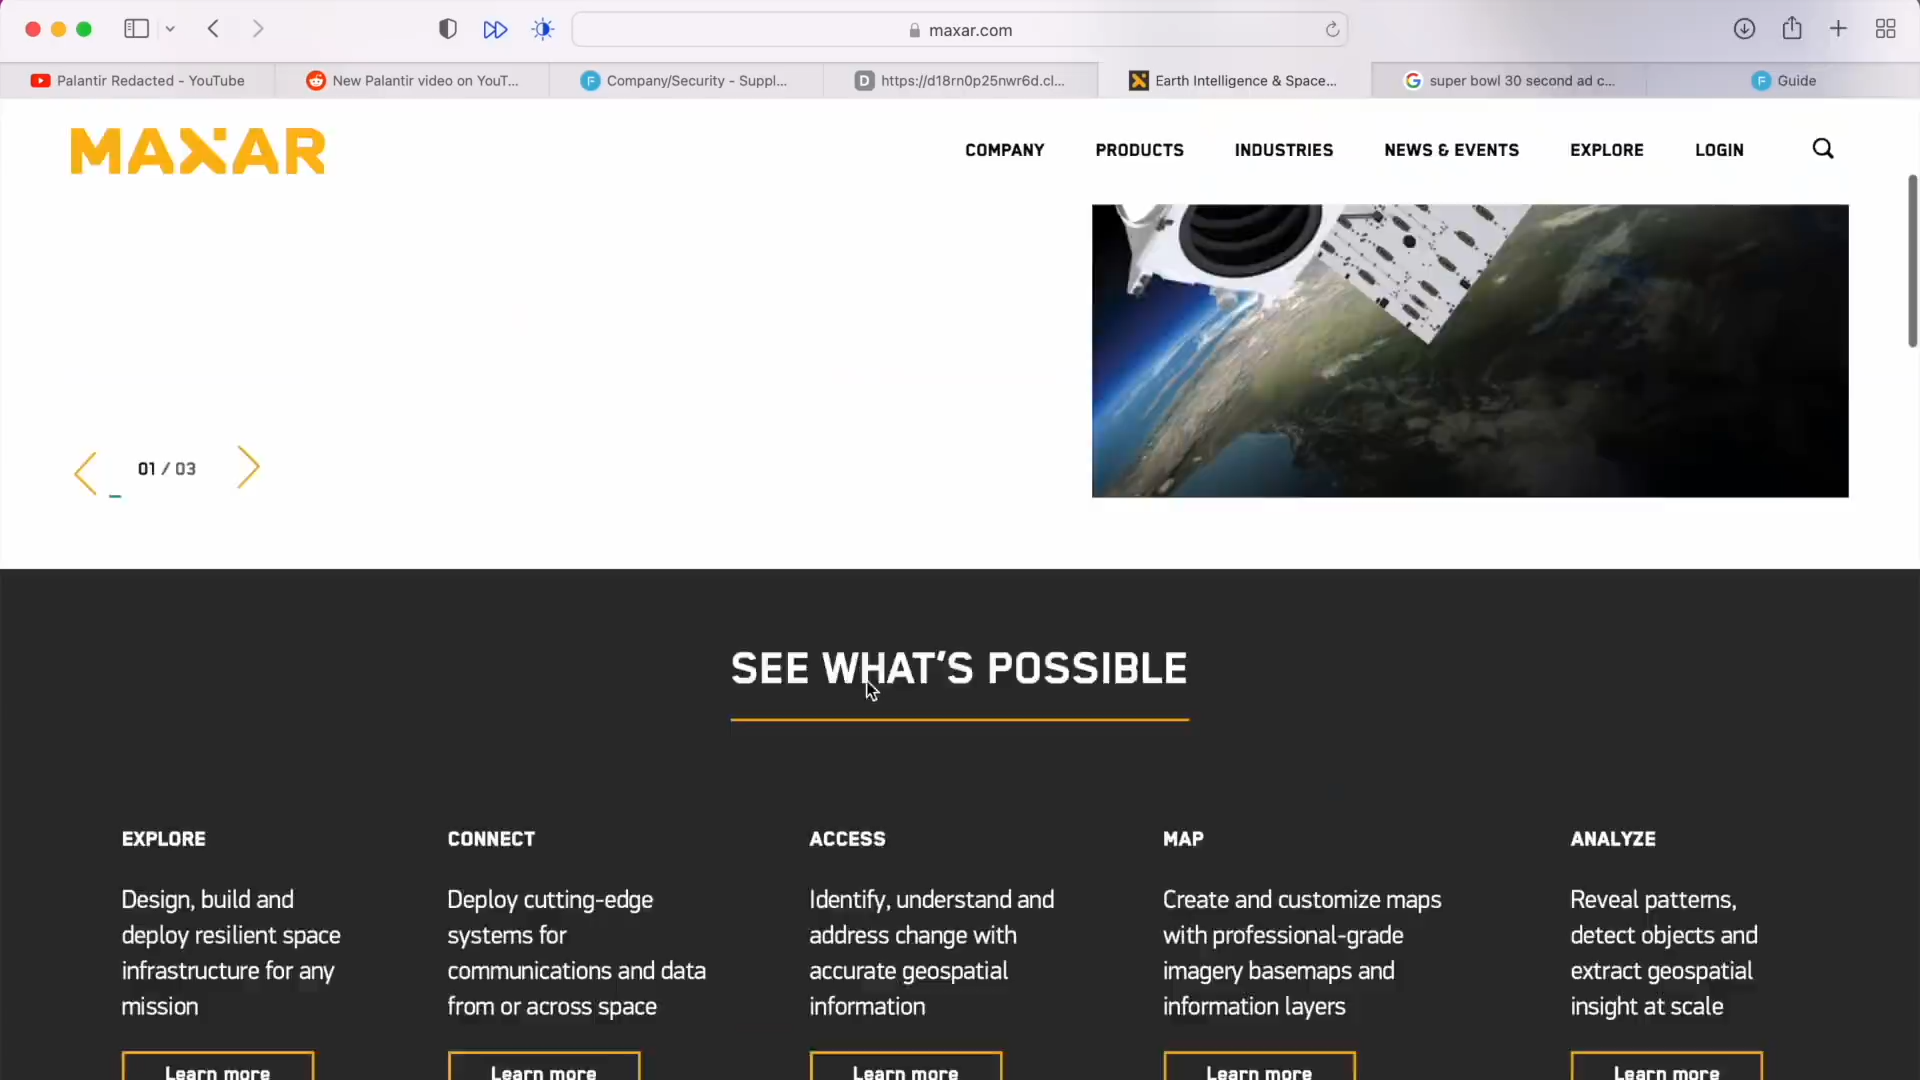 maxar.com
Palantir Redacted - YouTube
New Palantir video on YouT...
Company/Security - Suppl...
D
https://d18rn0p25nwr6d.cl...
Earth Intelligence & Space...
G
super bowl 30 second ad c...
F
Guide
MAXAR
COMPANY
PRODUCTS
INDUSTRIES
NEWS & EVENTS
EXPLORE
LOGIN
01 / 03
SEE WHAT'S POSSIBLE
EXPLORE
Design, build and
deploy resilient space
infrastructure for any
mission
Learn more
CONNECT
Deploy cutting-edge
systems for
communications and data
from or across space
Learn more
ACCESS
Identify, understand and
address change with
accurate geospatial
information
Learn more
MAP
Create and customize maps
with professional-grade
imagery basemaps and
information layers
Learn more
ANALYZE
Reveal patterns,
detect objects and
extract geospatial
insight at scale
Learn more